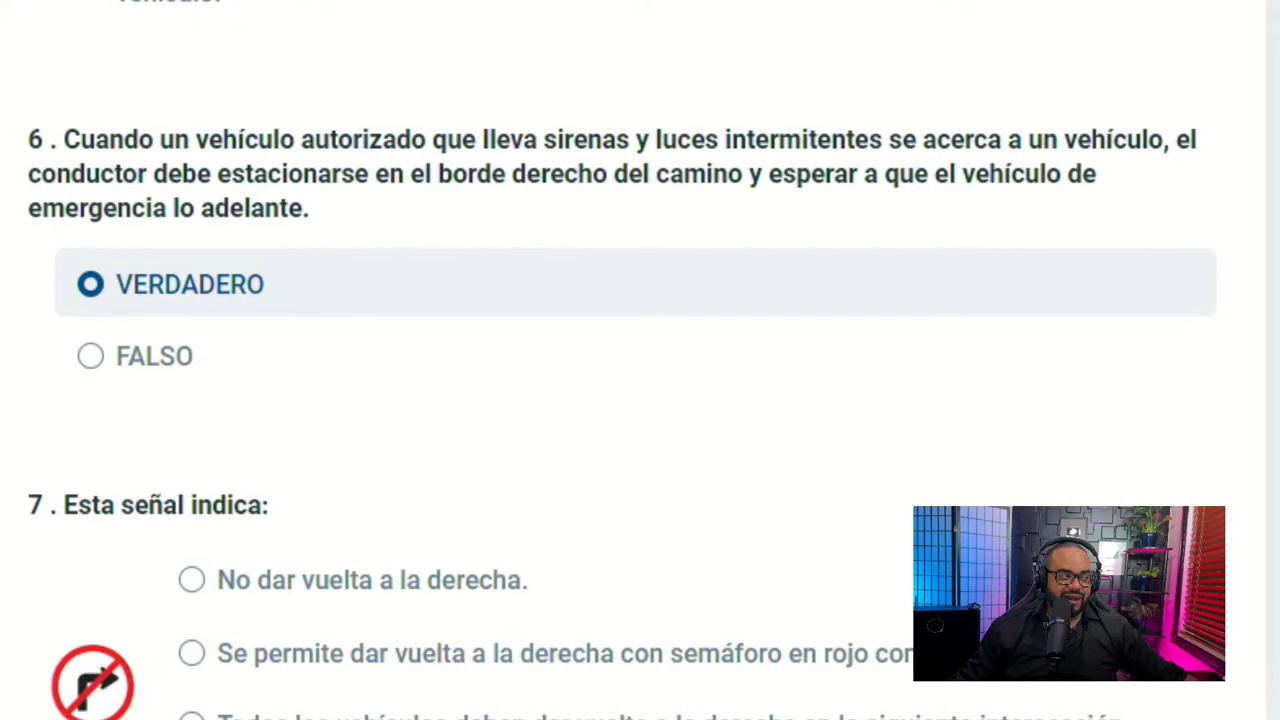 6 . Cuando un vehículo autorizado que lleva sirenas y luces intermitentes se acerca a un vehículo, el
conductor debe estacionarse en el borde derecho del camino y esperar a que el vehículo de
emergencia lo adelante.
VERDADERO
FALSO
7 . Esta señal indica:
No dar vuelta a la derecha.
Se permite dar vuelta a la derecha con semáforo en rojo